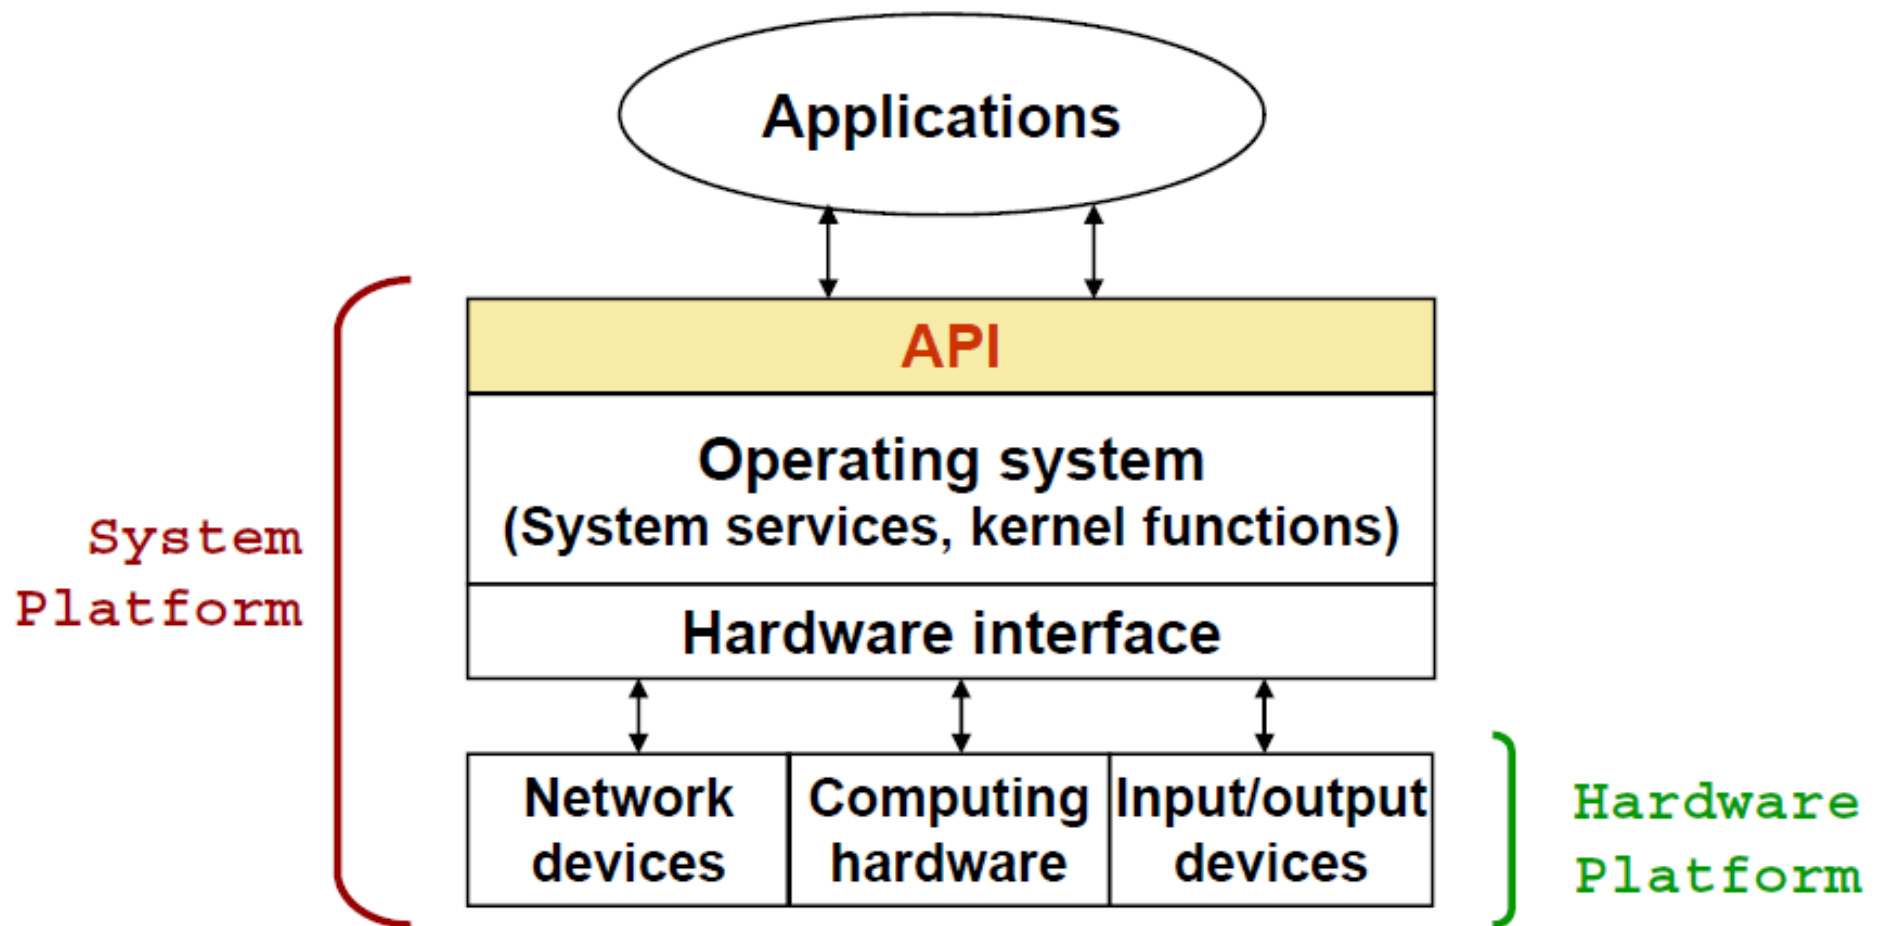 Applications
API
Operating system
(System services, kernel functions)
System
Platform
Hardware interface
Network
devices
Computing
hardware
Input/output
devices
Hardware
Platform